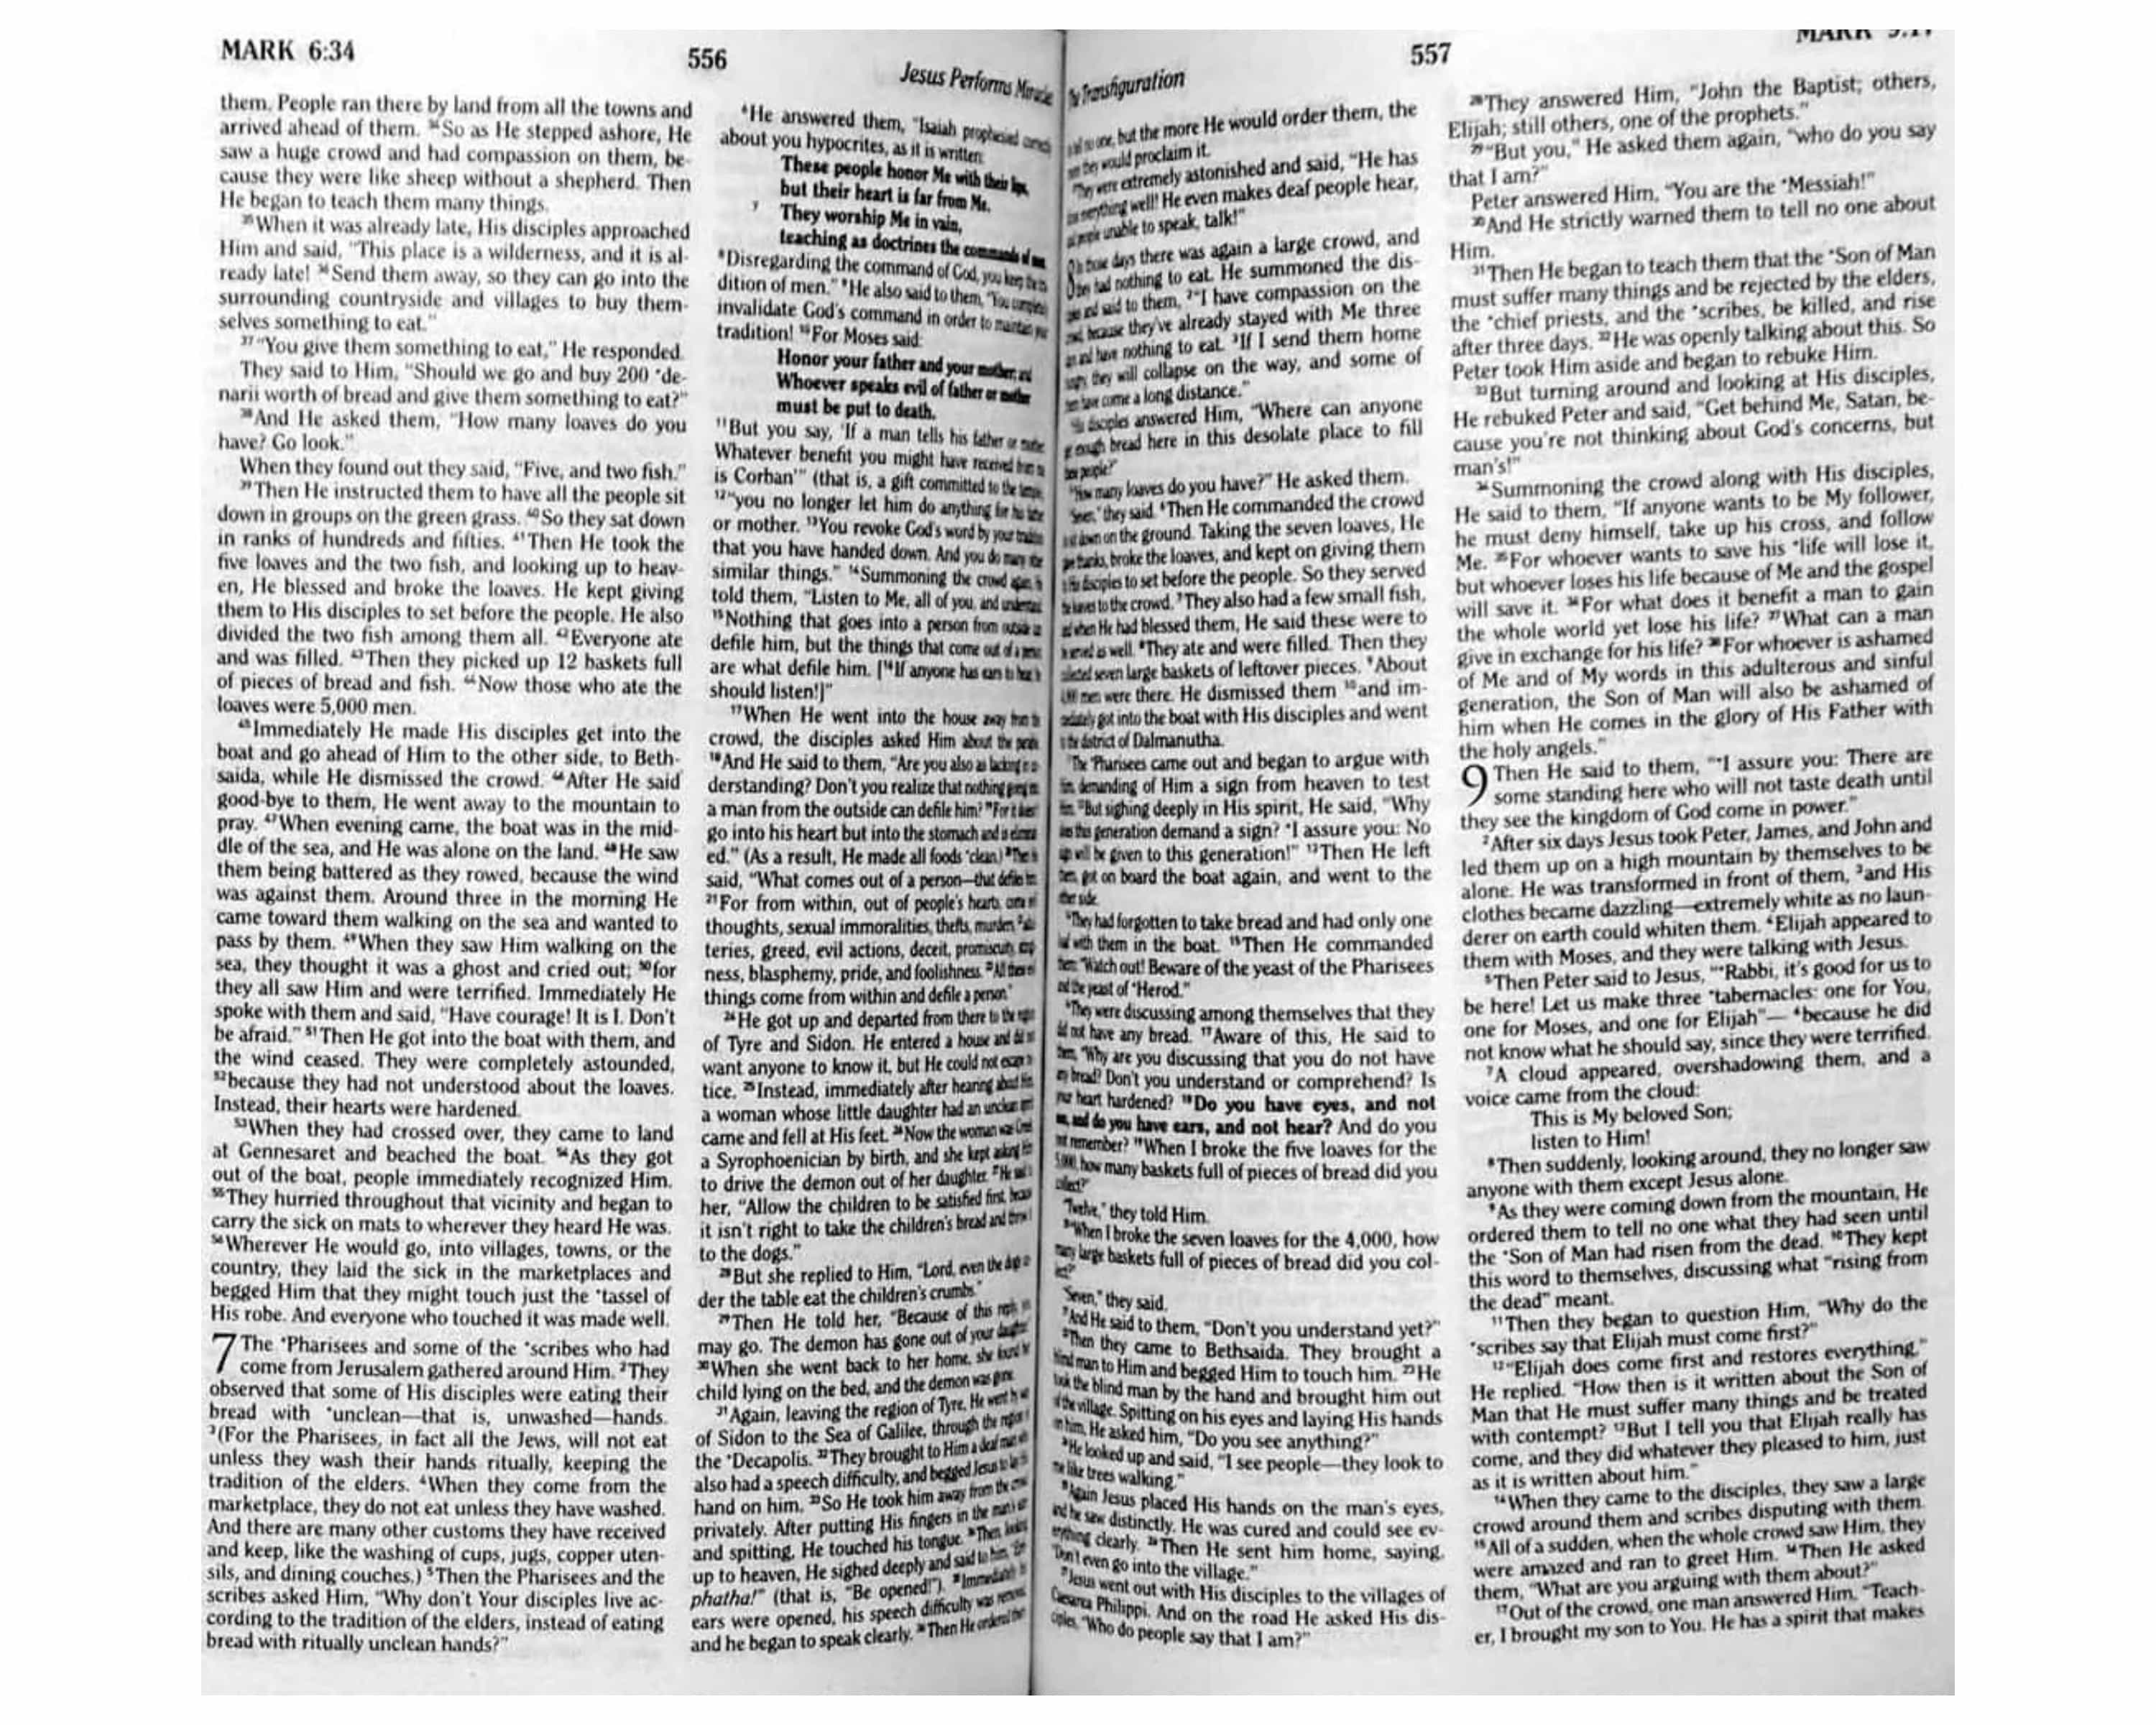 MARK 6:34
556
Jesus Performs
them. People ran there by land from all the towns and
arrived ahead of them. 34So as He stepped ashore, He
saw a huge crowd and had compassion on them, be-
cause they were like sheep without a shepherd. Then
He began to teach them many things.
35When it was already late, His disciples approached
Him and said, "This place is a wilderness, and it is al-
ready late! 36Send them away, so they can go into the
surrounding countryside and villages to buy them-
selves something to eat."
37"You give them something to eat," He responded.
They said to Him, "Should we go and buy 200 *de-
narii worth of bread and give them something to eat?"
38And He asked them, "How many loaves do you
have? Go look."
When they found out they said, "Five, and two fish."
39Then He instructed them to have all the people sit
down in groups on the green grass. 40So they sat down
in ranks of hundreds and fifties. 41Then He took the
five loaves and the two fish, and looking up to heav-
en, He blessed and broke the loaves. He kept giving
them to His disciples to set before the people. He also
divided the two fish among them all. 42Everyone ate
and was filled. 43Then they picked up 12 baskets full
of pieces of bread and fish. 44Now those who ate the
loaves were 5,000 men.
45Immediately He made His disciples get into the
boat and go ahead of Him to the other side, to Beth-
saida, while He dismissed the crowd. 46After He said
good-bye to them, He went away to the mountain to
pray. 47When evening came, the boat was in the mid-
dle of the sea, and He was alone on the land. 48He saw
them being battered as they rowed, because the wind
was against them. Around three in the morning He
came toward them walking on the sea and wanted to
pass by them. 49When they saw Him walking on the
sea, they thought it was a ghost and cried out; 50for
they all saw Him and were terrified. Immediately He
spoke with them and said, "Have courage! It is I. Don't
be afraid." 51Then He got into the boat with them, and
the wind ceased. They were completely astounded,
52because they had not understood about the loaves.
Instead, their hearts were hardened.
53When they had crossed over, they came to land
at Gennesaret and beached the boat. 54As they got
out of the boat, people immediately recognized Him.
55They hurried throughout that vicinity and began to
carry the sick on mats to wherever they heard He was.
56Wherever He would go, into villages, towns, or the
country, they laid the sick in the marketplaces and
begged Him that they might touch just the *tassel of
His robe. And everyone who touched it was made well.
7 The *Pharisees and some of the *scribes who had
come from Jerusalem gathered around Him. 2They
observed that some of His disciples were eating their
bread with *unclean—that is, unwashed—hands.
3(For the Pharisees, in fact all the Jews, will not eat
unless they wash their hands ritually, keeping the
tradition of the elders. 4When they come from the
marketplace, they do not eat unless they have washed.
And there are many other customs they have received
and keep, like the washing of cups, jugs, copper uten-
sils, and dining couches.) 5Then the Pharisees and the
scribes asked Him, "Why don't Your disciples live ac-
cording to the tradition of the elders, instead of eating
bread with ritually unclean hands?"
6He answered them, "Isaiah prophesied
about you hypocrites, as it is written:
These people honor Me with their lips,
but their heart is far from Me.
7 They worship Me in vain,
teaching as doctrines the commands of men.
8Disregarding the command of God, you keep the
dition of men." 9He also said to them, "You
invalidate God's command in order to maintain
tradition! 10For Moses said:
Honor your father and your mother; and
Whoever speaks evil of father or mother
must be put to death.
11But you say, 'If a man tells his father or
Whatever benefit you might have received from
is Corban'" (that is, a gift committed to the temple),
12"you no longer let him do anything for his
or mother. 13You revoke God's word by your
that you have handed down. And you do many
similar things." 14Summoning the crowd again, He
told them, "Listen to Me, all of you, and understand:
15Nothing that goes into a person from outside
defile him, but the things that come out of a
are what defile him. [16If anyone has ears to hear, he
should listen!]"
17When He went into the house away from the
crowd, the disciples asked Him about the
18And He said to them, "Are you also as lacking in
derstanding? Don't you realize that nothing going
a man from the outside can defile him? 19For it
go into his heart but into the stomach and is
ed." (As a result, He made all foods *clean.) 20Then He
said, "What comes out of a person—that defiles him.
21For from within, out of people's hearts, come
thoughts, sexual immoralities, thefts, murders,
teries, greed, evil actions, deceit, promiscuity,
ness, blasphemy, pride, and foolishness. 23All these
things come from within and defile a person."
24He got up and departed from there to the
of Tyre and Sidon. He entered a house and did not
want anyone to know it, but He could not escape
tice. 25Instead, immediately after hearing about Him,
a woman whose little daughter had an unclean
came and fell at His feet. 26Now the woman was
a Syrophoenician by birth, and she kept asking Him
to drive the demon out of her daughter. 27He said
her, "Allow the children to be satisfied first, because
it isn't right to take the children's bread and throw it
to the dogs."
28But she replied to Him, "Lord, even the dogs
der the table eat the children's crumbs."
29Then He told her, "Because of this reply,
may go. The demon has gone out of your daughter."
30When she went back to her home, she found her
child lying on the bed, and the demon was gone.
31Again, leaving the region of Tyre, He went
of Sidon to the Sea of Galilee, through the region
the *Decapolis. 32They brought to Him a deaf man who
also had a speech difficulty, and begged Jesus to lay
hand on him. 33So He took him away from the crowd
privately. After putting His fingers in the man's
and spitting, He touched his tongue. 34Then, looking
up to heaven, He sighed deeply and said to him,
phatha!" (that is, "Be opened!"). 35Immediately
ears were opened, his speech difficulty was removed,
and he began to speak clearly. 36Then He ordered
Transfiguration
557
one, but the more He would order them, the
they would proclaim it.
They were extremely astonished and said, "He has
everything well! He even makes deaf people hear,
people unable to speak, talk!"
those days there was again a large crowd, and
had nothing to eat. He summoned the dis-
and said to them, 2"I have compassion on the
because they've already stayed with Me three
and have nothing to eat. 3If I send them home
they will collapse on the way, and some of
have come a long distance."
disciples answered Him, "Where can anyone
enough bread here in this desolate place to fill
people?"
"How many loaves do you have?" He asked them.
"Seven," they said. 6Then He commanded the crowd
down on the ground. Taking the seven loaves, He
thanks, broke the loaves, and kept on giving them
disciples to set before the people. So they served
loaves to the crowd. 7They also had a few small fish,
and when He had blessed them, He said these were to
served as well. 8They ate and were filled. Then they
collected seven large baskets of leftover pieces. 9About
men were there. He dismissed them 10and im-
got into the boat with His disciples and went
to the district of Dalmanutha.
The *Pharisees came out and began to argue with
demanding of Him a sign from heaven to test
12But sighing deeply in His spirit, He said, "Why
this generation demand a sign? *I assure you: No
will be given to this generation!" 13Then He left
got on board the boat again, and went to the
other side.
They had forgotten to take bread and had only one
with them in the boat. 15Then He commanded
them: "Watch out! Beware of the yeast of the Pharisees
and the yeast of *Herod."
They were discussing among themselves that they
did not have any bread. 17Aware of this, He said to
them, "Why are you discussing that you do not have
any bread? Don't you understand or comprehend? Is
your heart hardened? 18Do you have eyes, and not
and do you have ears, and not hear? And do you
not remember? 19When I broke the five loaves for the
5,000, how many baskets full of pieces of bread did you
collect?"
"Twelve," they told Him.
"When I broke the seven loaves for the 4,000, how
many large baskets full of pieces of bread did you col-
lect?"
"Seven," they said.
And He said to them, "Don't you understand yet?"
Then they came to Bethsaida. They brought a
blind man to Him and begged Him to touch him. 23He
took the blind man by the hand and brought him out
of the village. Spitting on his eyes and laying His hands
on him, He asked him, "Do you see anything?"
He looked up and said, "I see people—they look to
me like trees walking."
Again Jesus placed His hands on the man's eyes,
and he saw distinctly. He was cured and could see ev-
erything clearly. 26Then He sent him home, saying,
"Don't even go into the village."
Jesus went out with His disciples to the villages of
Caesarea Philippi. And on the road He asked His dis-
ciples, "Who do people say that I am?"
28They answered Him, "John the Baptist; others,
Elijah; still others, one of the prophets."
29"But you," He asked them again, "who do you say
that I am?"
Peter answered Him, "You are the *Messiah!"
30And He strictly warned them to tell no one about
Him.
31Then He began to teach them that the *Son of Man
must suffer many things and be rejected by the elders,
the *chief priests, and the *scribes, be killed, and rise
after three days. 32He was openly talking about this. So
Peter took Him aside and began to rebuke Him.
33But turning around and looking at His disciples,
He rebuked Peter and said, "Get behind Me, Satan, be-
cause you're not thinking about God's concerns, but
man's!"
34Summoning the crowd along with His disciples,
He said to them, "If anyone wants to be My follower,
he must deny himself, take up his cross, and follow
Me. 35For whoever wants to save his *life will lose it,
but whoever loses his life because of Me and the gospel
will save it. 36For what does it benefit a man to gain
the whole world yet lose his life? 37What can a man
give in exchange for his life? 38For whoever is ashamed
of Me and of My words in this adulterous and sinful
generation, the Son of Man will also be ashamed of
him when He comes in the glory of His Father with
the holy angels."
9 Then He said to them, "*I assure you: There are
some standing here who will not taste death until
they see the kingdom of God come in power."
2After six days Jesus took Peter, James, and John and
led them up on a high mountain by themselves to be
alone. He was transformed in front of them, 3and His
clothes became dazzling—extremely white as no laun-
derer on earth could whiten them. 4Elijah appeared to
them with Moses, and they were talking with Jesus.
5Then Peter said to Jesus, "*Rabbi, it's good for us to
be here! Let us make three *tabernacles: one for You,
one for Moses, and one for Elijah"— 6because he did
not know what he should say, since they were terrified.
7A cloud appeared, overshadowing them, and a
voice came from the cloud:
This is My beloved Son;
listen to Him!
8Then suddenly, looking around, they no longer saw
anyone with them except Jesus alone.
9As they were coming down from the mountain, He
ordered them to tell no one what they had seen until
the *Son of Man had risen from the dead. 10They kept
this word to themselves, discussing what "rising from
the dead" meant.
11Then they began to question Him, "Why do the
*scribes say that Elijah must come first?"
12"Elijah does come first and restores everything,"
He replied. "How then is it written about the Son of
Man that He must suffer many things and be treated
with contempt? 13But I tell you that Elijah really has
come, and they did whatever they pleased to him, just
as it is written about him."
14When they came to the disciples, they saw a large
crowd around them and scribes disputing with them.
15All of a sudden, when the whole crowd saw Him, they
were amazed and ran to greet Him. 16Then He asked
them, "What are you arguing with them about?"
17Out of the crowd, one man answered Him, "Teach-
er, I brought my son to You. He has a spirit that makes